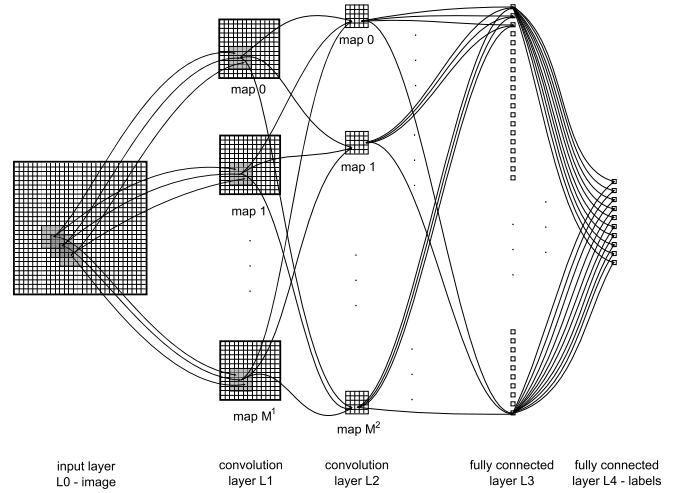 map 0
map 0
map 1
map 1
map M¹
map M²
input layer
L0 - image
convolution
layer L1
convolution
layer L2
fully connected
layer L3
fully connected
layer L4 - labels